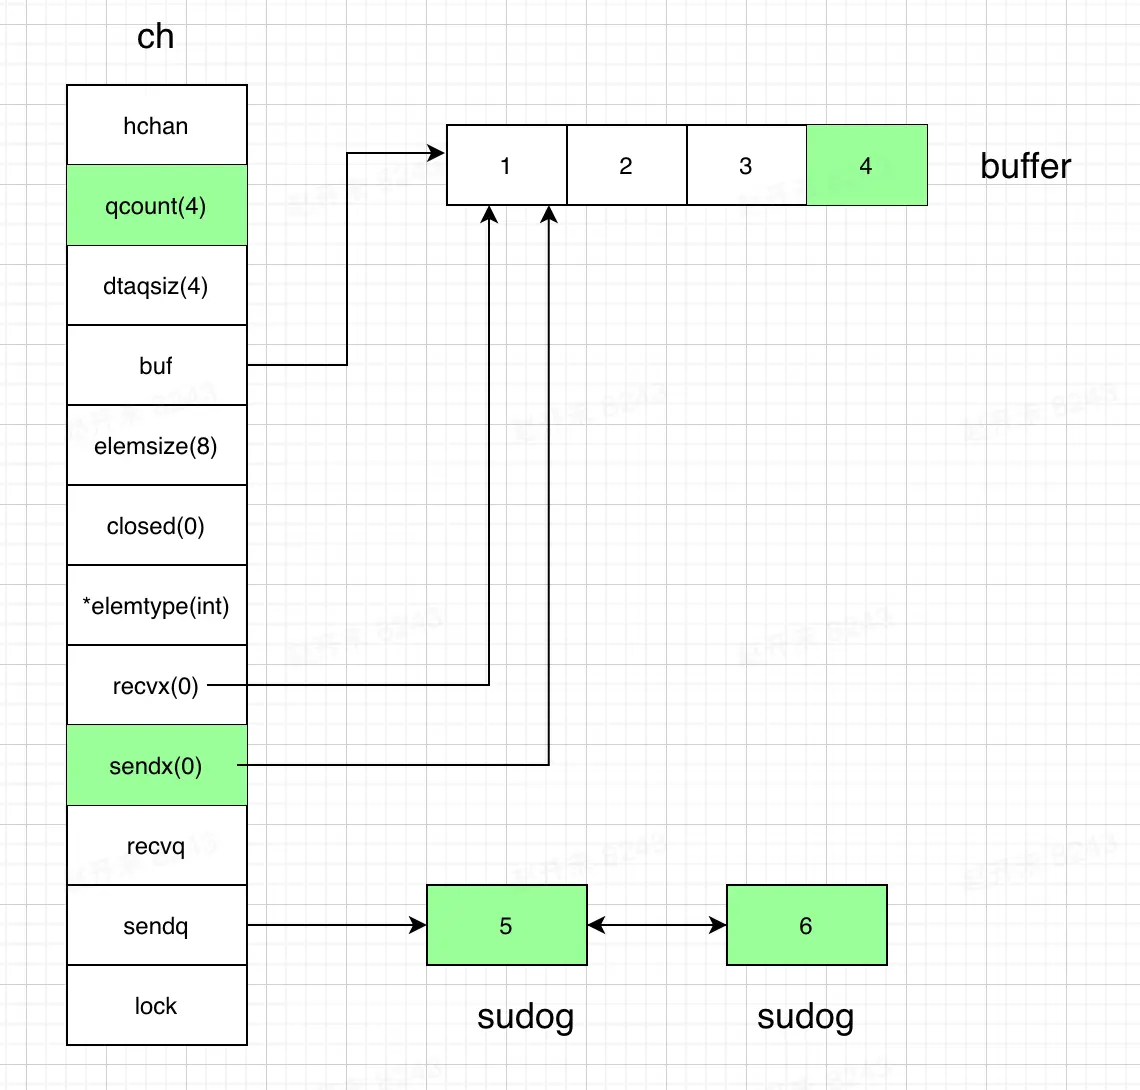 ch
hchan
qcount(4)
dtaqsiz(4)
buf
elemsize(8)
closed(0)
*elemtype(int)
recvx(0)
sendx(0)
recvq
sendq
lock
1 2 3 4
buffer
5
6
sudog
sudog